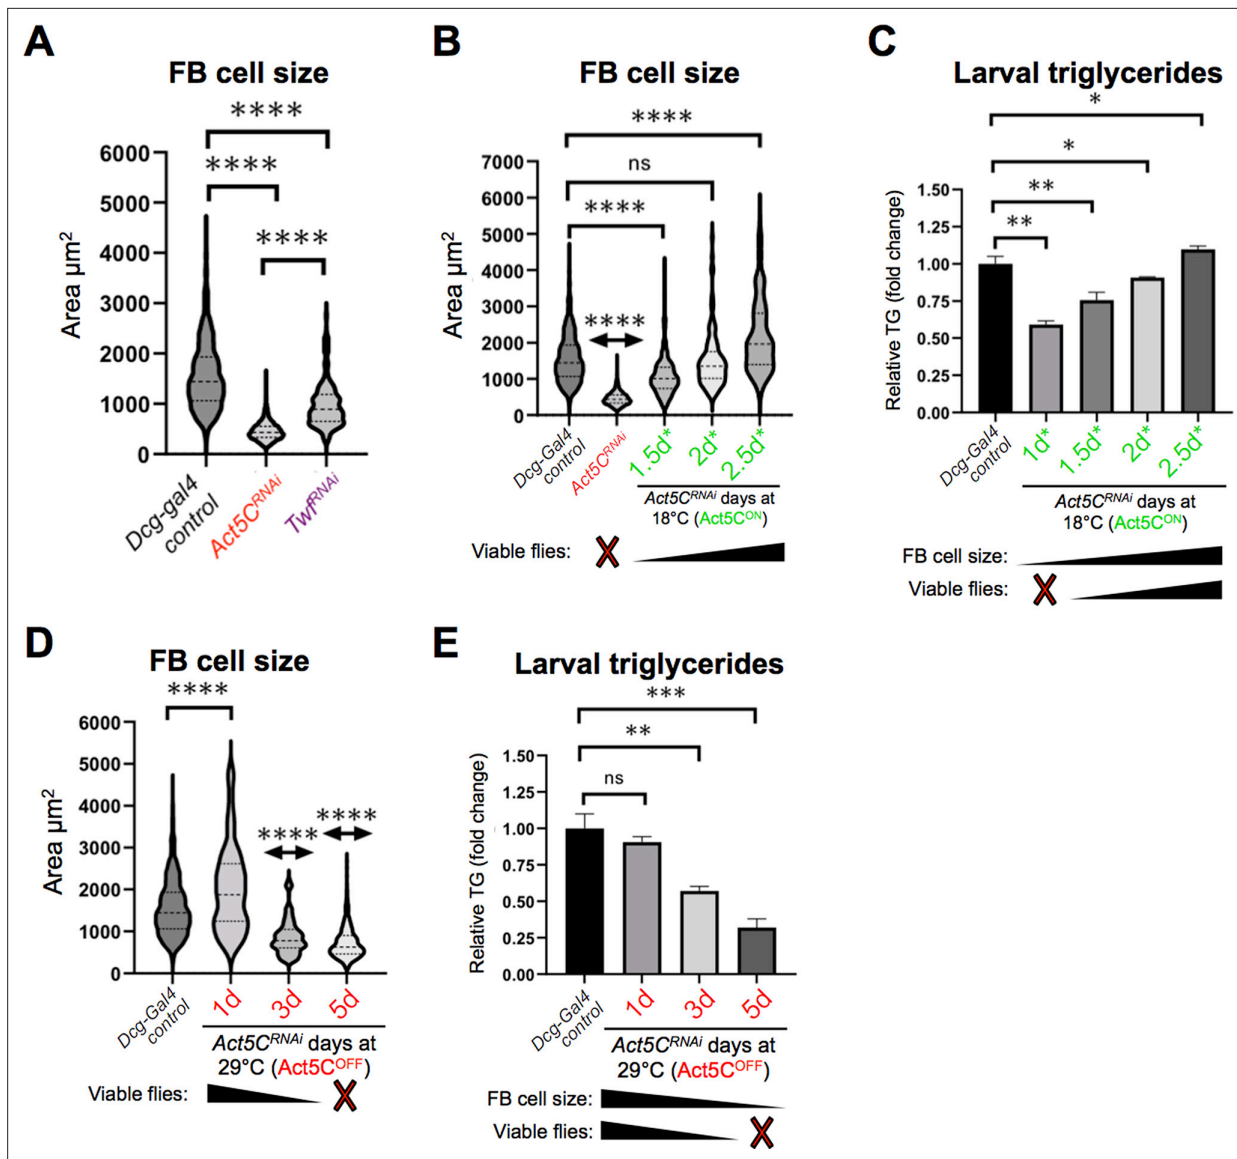 A
FB cell size
****
****
****
6000
5000
4000
3000
2000
1000
0
Area µm²
Dcg-gal4
control
Act5C^RNAi
Twf^RNAi
B
FB cell size
****
ns
****
****
7000
6000
5000
4000
3000
2000
1000
0
Area µm²
Dcg-Gal4
control
Act5C^RNAi
1.5d*
2d*
2.5d*
Act5C^RNAi days at
18°C (Act5C^ON)
Viable flies:
C
Larval triglycerides
*
*
**
**
1.50
1.25
1.00
0.75
0.50
0.25
0.00
Relative TG (fold change)
Dcg-Gal4
control
1d*
1.5d*
2d*
2.5d*
Act5C^RNAi days at
18°C (Act5C^ON)
FB cell size:
Viable flies:
D
FB cell size
****
****
****
6000
5000
4000
3000
2000
1000
0
Area µm²
Dcg-Gal4
control
1d
3d
5d
Act5C^RNAi days at
29°C (Act5C^OFF)
Viable flies:
E
Larval triglycerides
***
**
ns
1.50
1.25
1.00
0.75
0.50
0.25
0.00
Relative TG (fold change)
Dcg-Gal4
control
1d
3d
5d
Act5C^RNAi days at
29°C (Act5C^OFF)
FB cell size:
Viable flies: